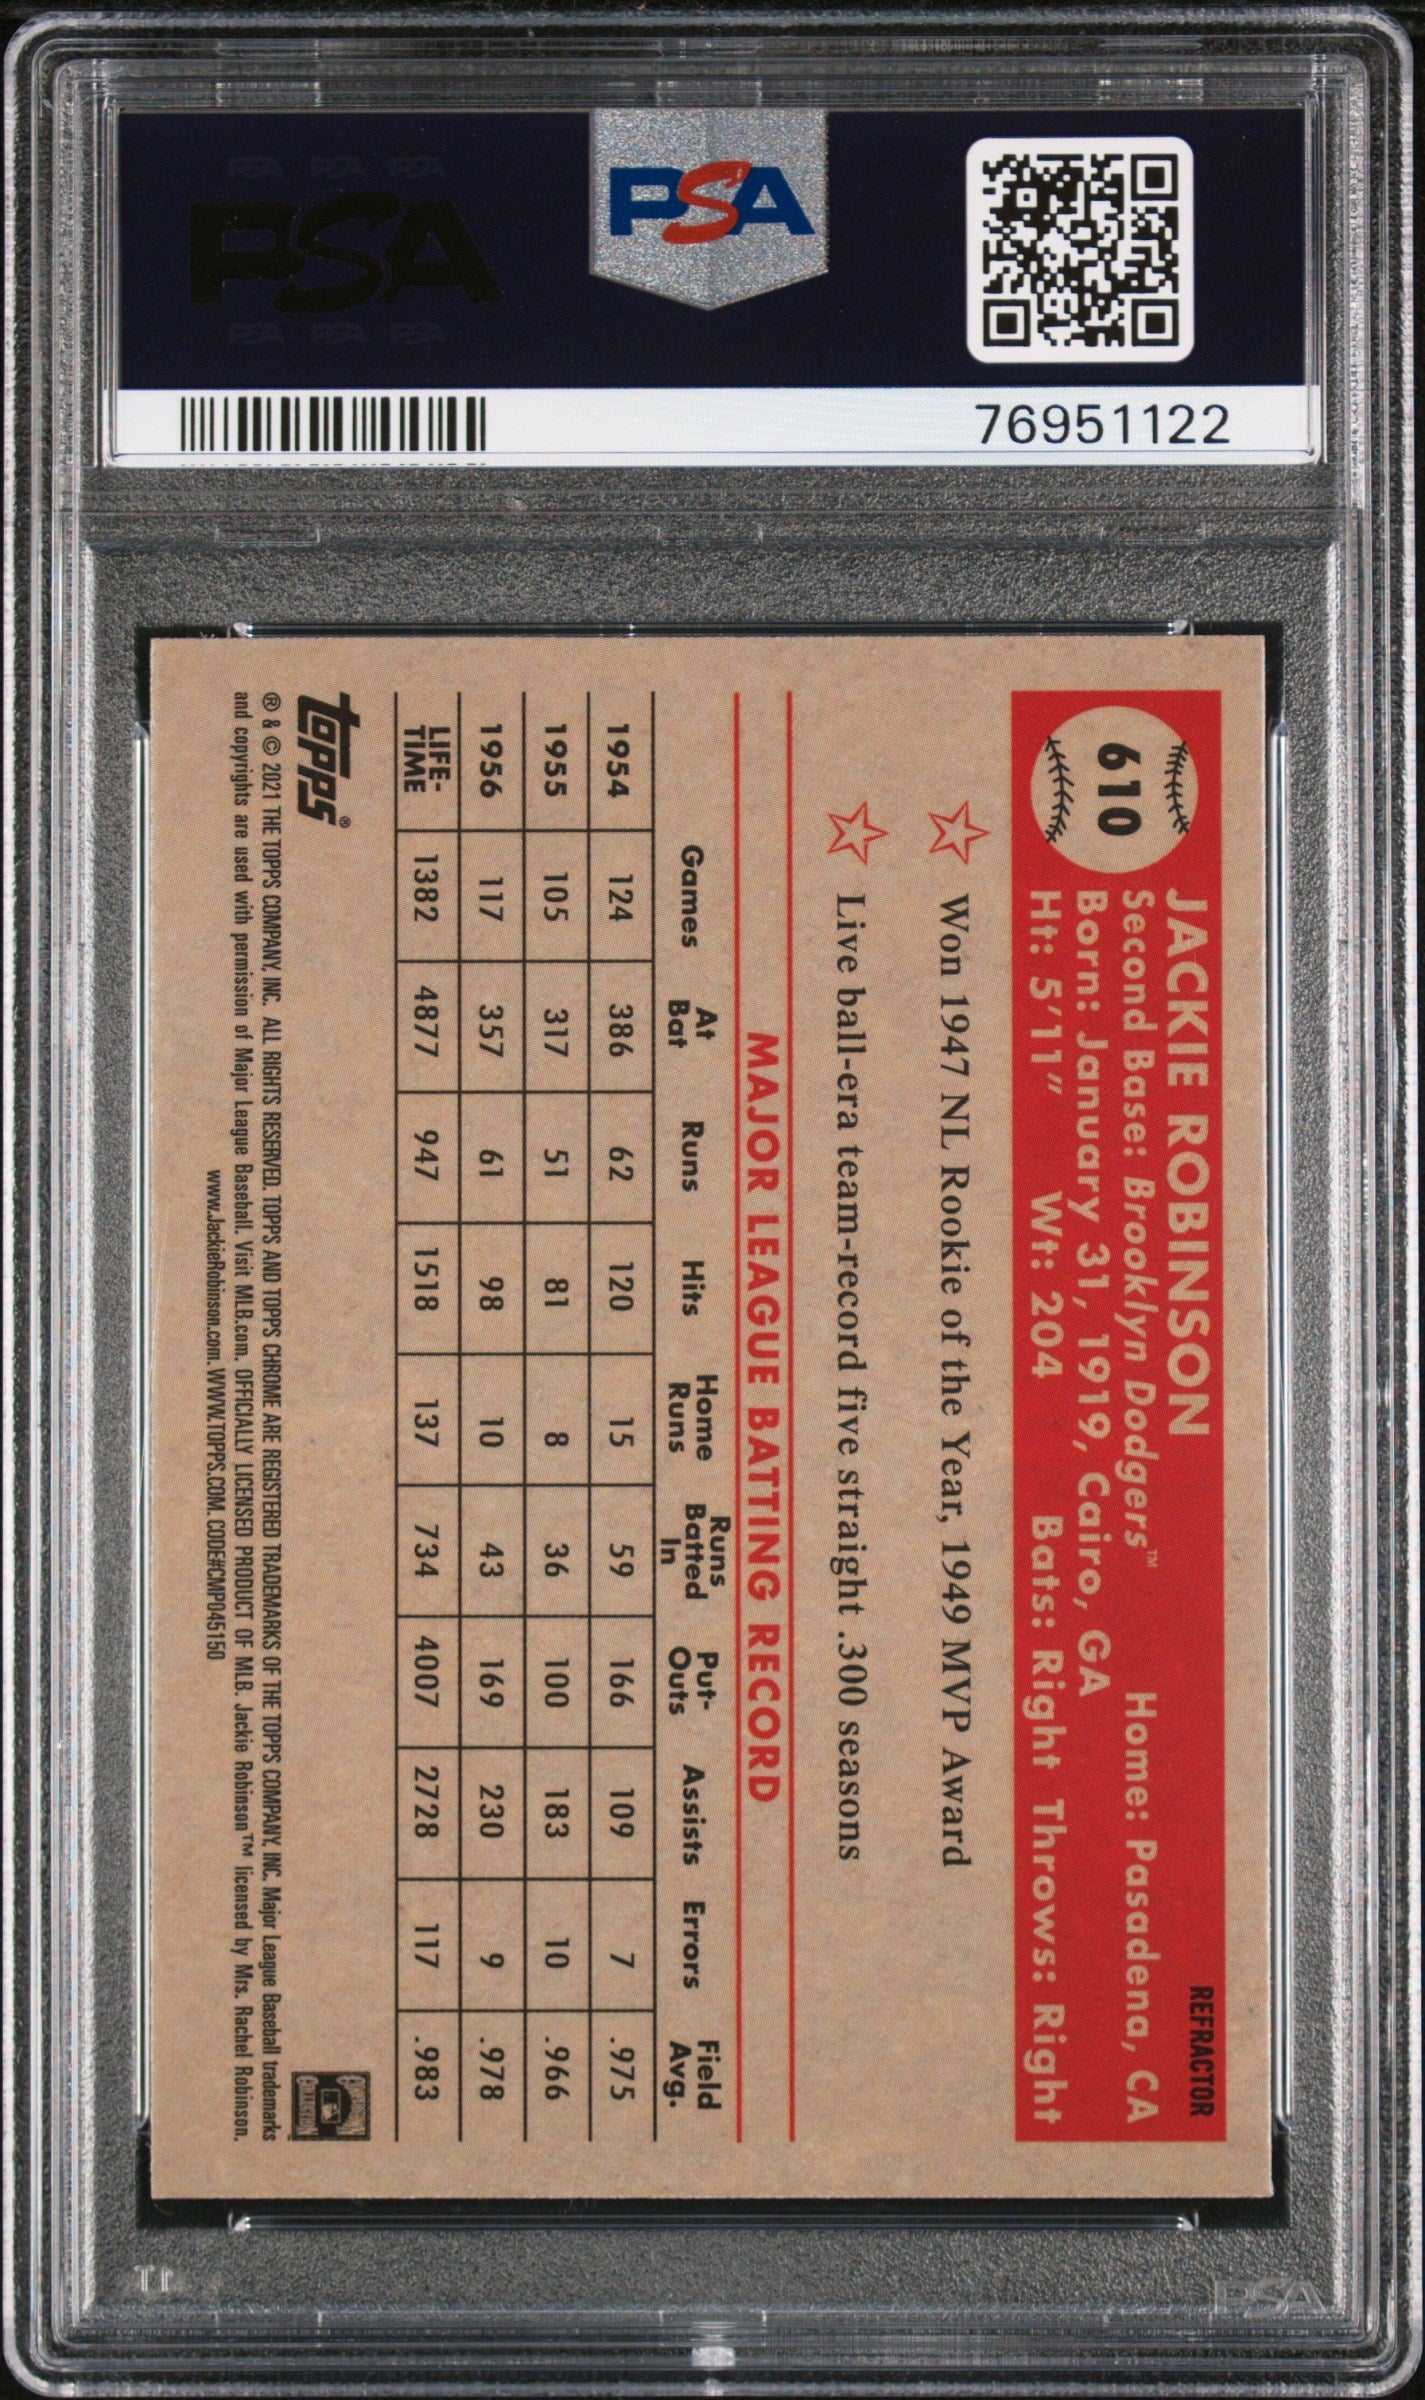 PSA PSA PSA
PSA
PSA PSA PSA
PSA
76951122
REFRACTOR
610
JACKIE ROBINSON
Second Base: Brooklyn Dodgers™ Home: Pasadena, CA
Born: January 31, 1919, Cairo, GA
Ht: 5'11" Wt: 204 Bats: Right Throws: Right
Won 1947 NL Rookie of the Year, 1949 MVP Award
Live ball-era team-record five straight .300 seasons
MAJOR LEAGUE BATTING RECORD
Games At Bat Runs Hits Home Runs Runs Batted In Put-Outs Assists Errors Field Avg.
1954 124 386 62 120 15 59 166 109 7 .975
1955 105 317 51 81 8 36 100 183 10 .966
1956 117 357 61 98 10 43 169 230 9 .978
LIFE-TIME 1382 4877 947 1518 137 734 4007 2728 117 .983
topps®
COOPERSTOWN COLLECTION
® & © 2021 THE TOPPS COMPANY, INC. ALL RIGHTS RESERVED. TOPPS AND TOPPS CHROME ARE REGISTERED TRADEMARKS OF THE TOPPS COMPANY, INC. Major League Baseball trademarks
and copyrights are used with permission of Major League Baseball. Visit MLB.com. OFFICIALLY LICENSED PRODUCT OF MLB. Jackie Robinson™ licensed by Mrs. Rachel Robinson,
www.JackieRobinson.com. WWW.TOPPS.COM. CODE#CMP045150
PSA